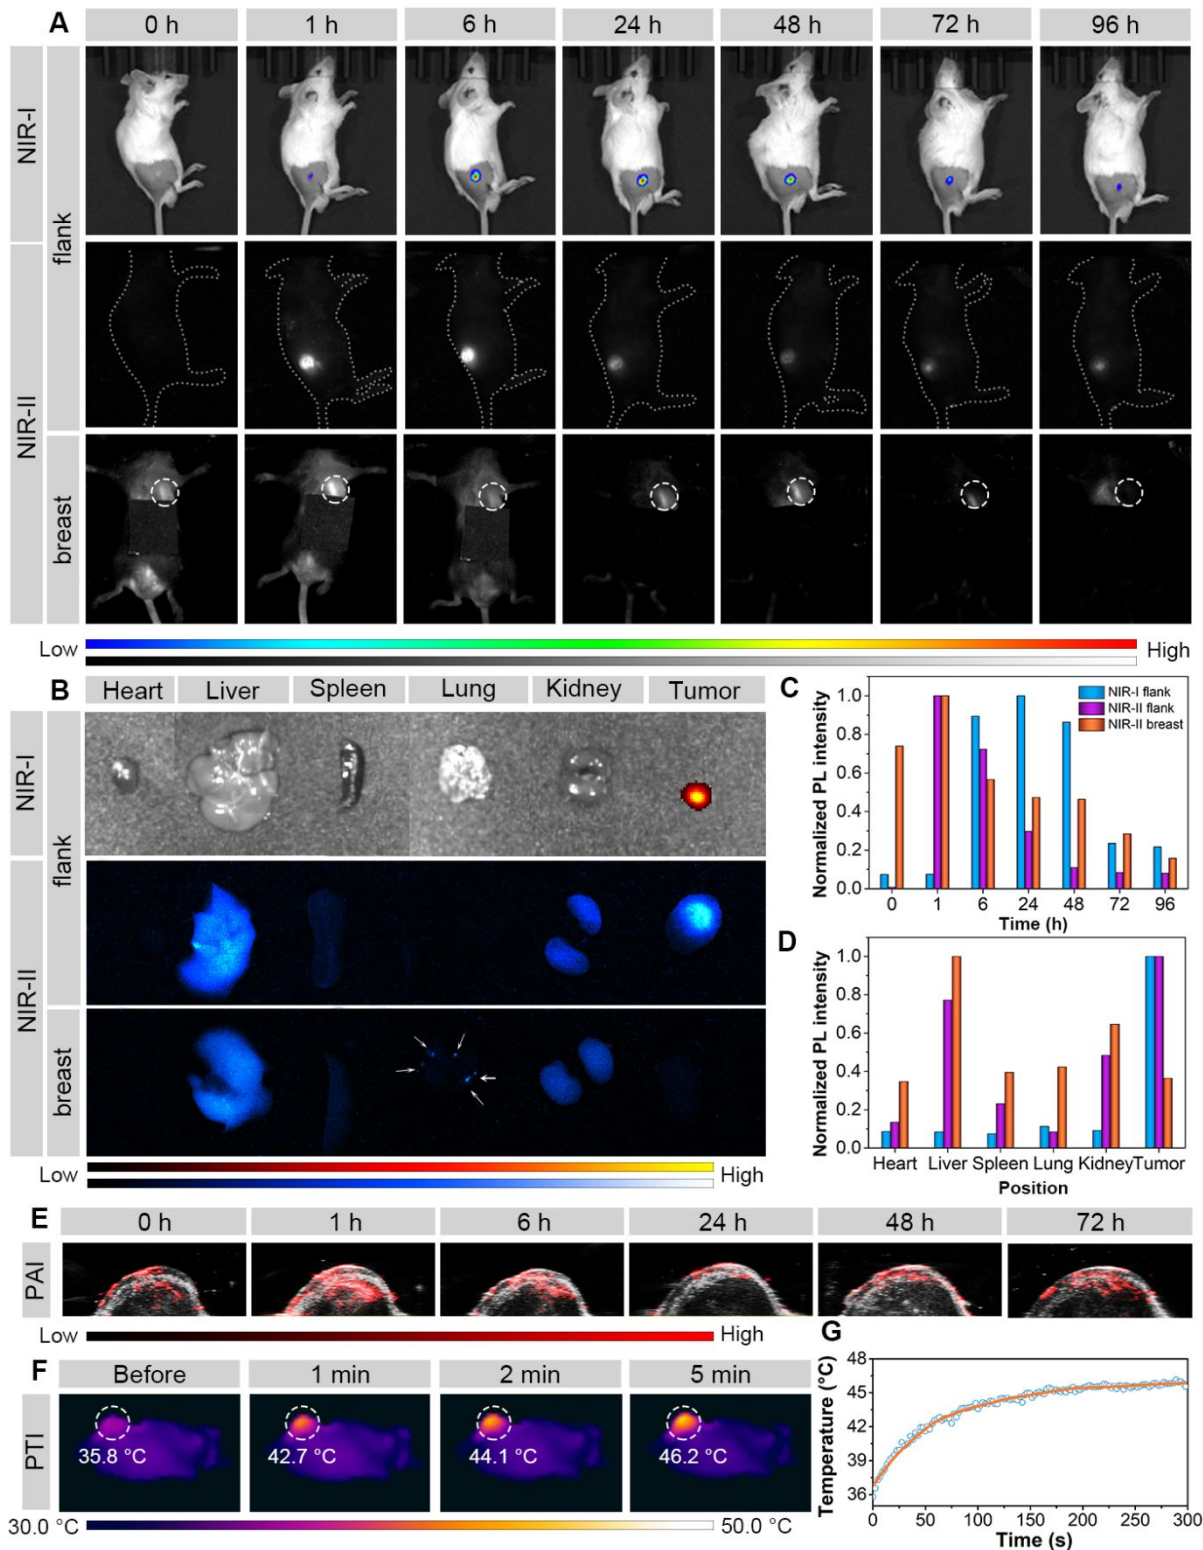 A 0 h 1 h 6 h 24 h 48 h 72 h 96 h
NIR-I
flank
NIR-II
breast
Low High
B Heart Liver Spleen Lung Kidney Tumor
NIR-I
flank
NIR-II
breast
Low High
C
Normalized PL intensity
1.0
0.8
0.6
0.4
0.2
0.0
NIR-I flank
NIR-II flank
NIR-II breast
0 1 6 24 48 72 96
Time (h)
D
Normalized PL intensity
1.0
0.8
0.6
0.4
0.2
0.0
Heart Liver Spleen Lung Kidney Tumor
Position
E 0 h 1 h 6 h 24 h 48 h 72 h
PAI
Low High
F Before 1 min 2 min 5 min
PTI
35.8 °C 42.7 °C 44.1 °C 46.2 °C
30.0 °C 50.0 °C
G
Temperature (°C)
48
45
42
39
36
0 50 100 150 200 250 300
Time (s)